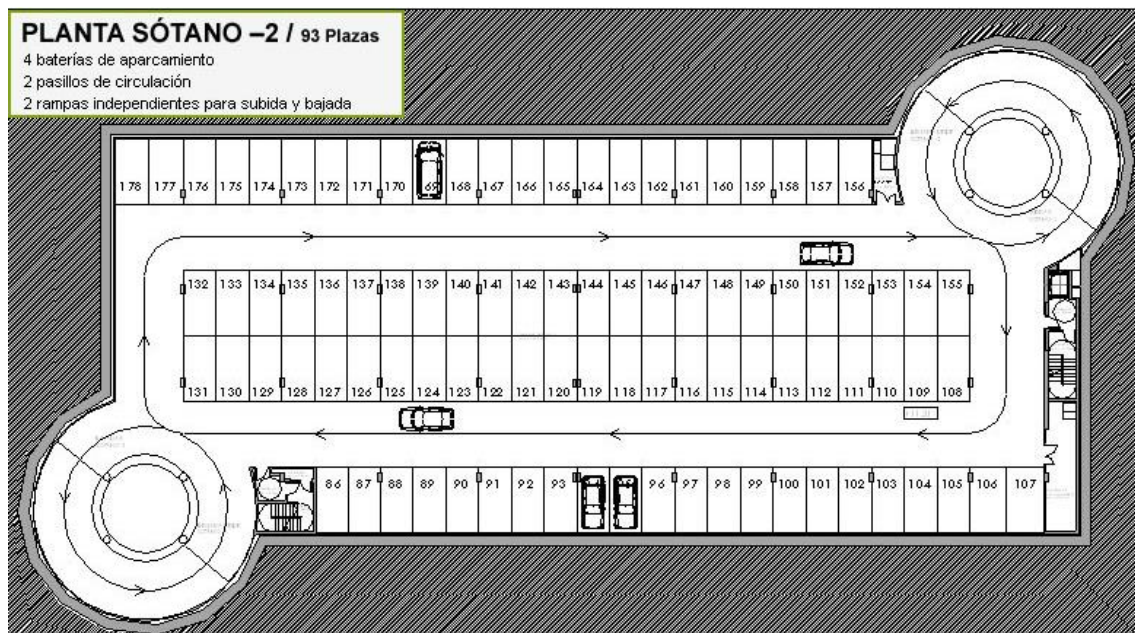 PLANTA SÓTANO –2 / 93 Plazas
4 baterías de aparcamiento
2 pasillos de circulación
2 rampas independientes para subida y bajada
178 177 176 175 174 173 172 171 170 69 168 167 166 165 164 163 162 161 160 159 158 157 156
132 133 134 135 136 137 138 139 140 141 142 143 144 145 146 147 148 149 150 151 152 153 154 155
131 130 129 128 127 126 125 124 123 122 121 120 119 118 117 116 115 114 113 112 111 110 109 108
86 87 88 89 90 91 92 93 96 97 98 99 100 101 102 103 104 105 106 107